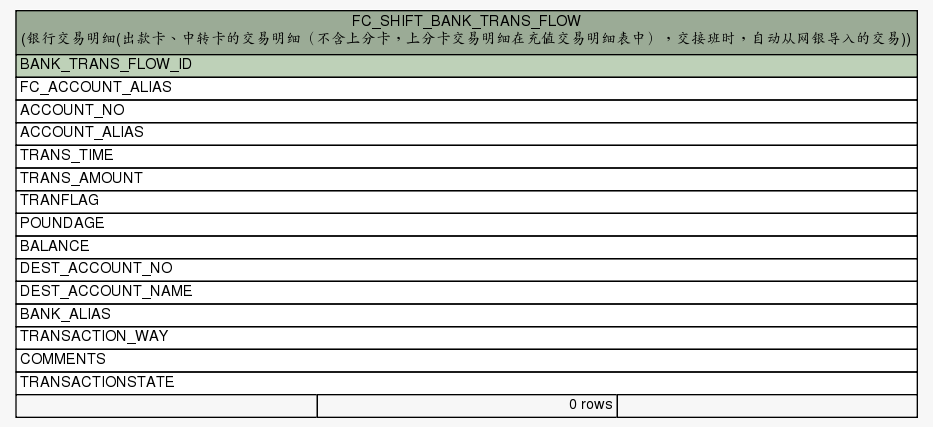 FC_SHIFT_BANK_TRANS_FLOW
(银行交易明细(出款卡、中转卡的交易明细（不含上分卡，上分卡交易明细在充值交易明细表中），交接班时，自动从网银导入的交易))
BANK_TRANS_FLOW_ID
FC_ACCOUNT_ALIAS
ACCOUNT_NO
ACCOUNT_ALIAS
TRANS_TIME
TRANS_AMOUNT
TRANFLAG
POUNDAGE
BALANCE
DEST_ACCOUNT_NO
DEST_ACCOUNT_NAME
BANK_ALIAS
TRANSACTION_WAY
COMMENTS
TRANSACTIONSTATE
0 rows